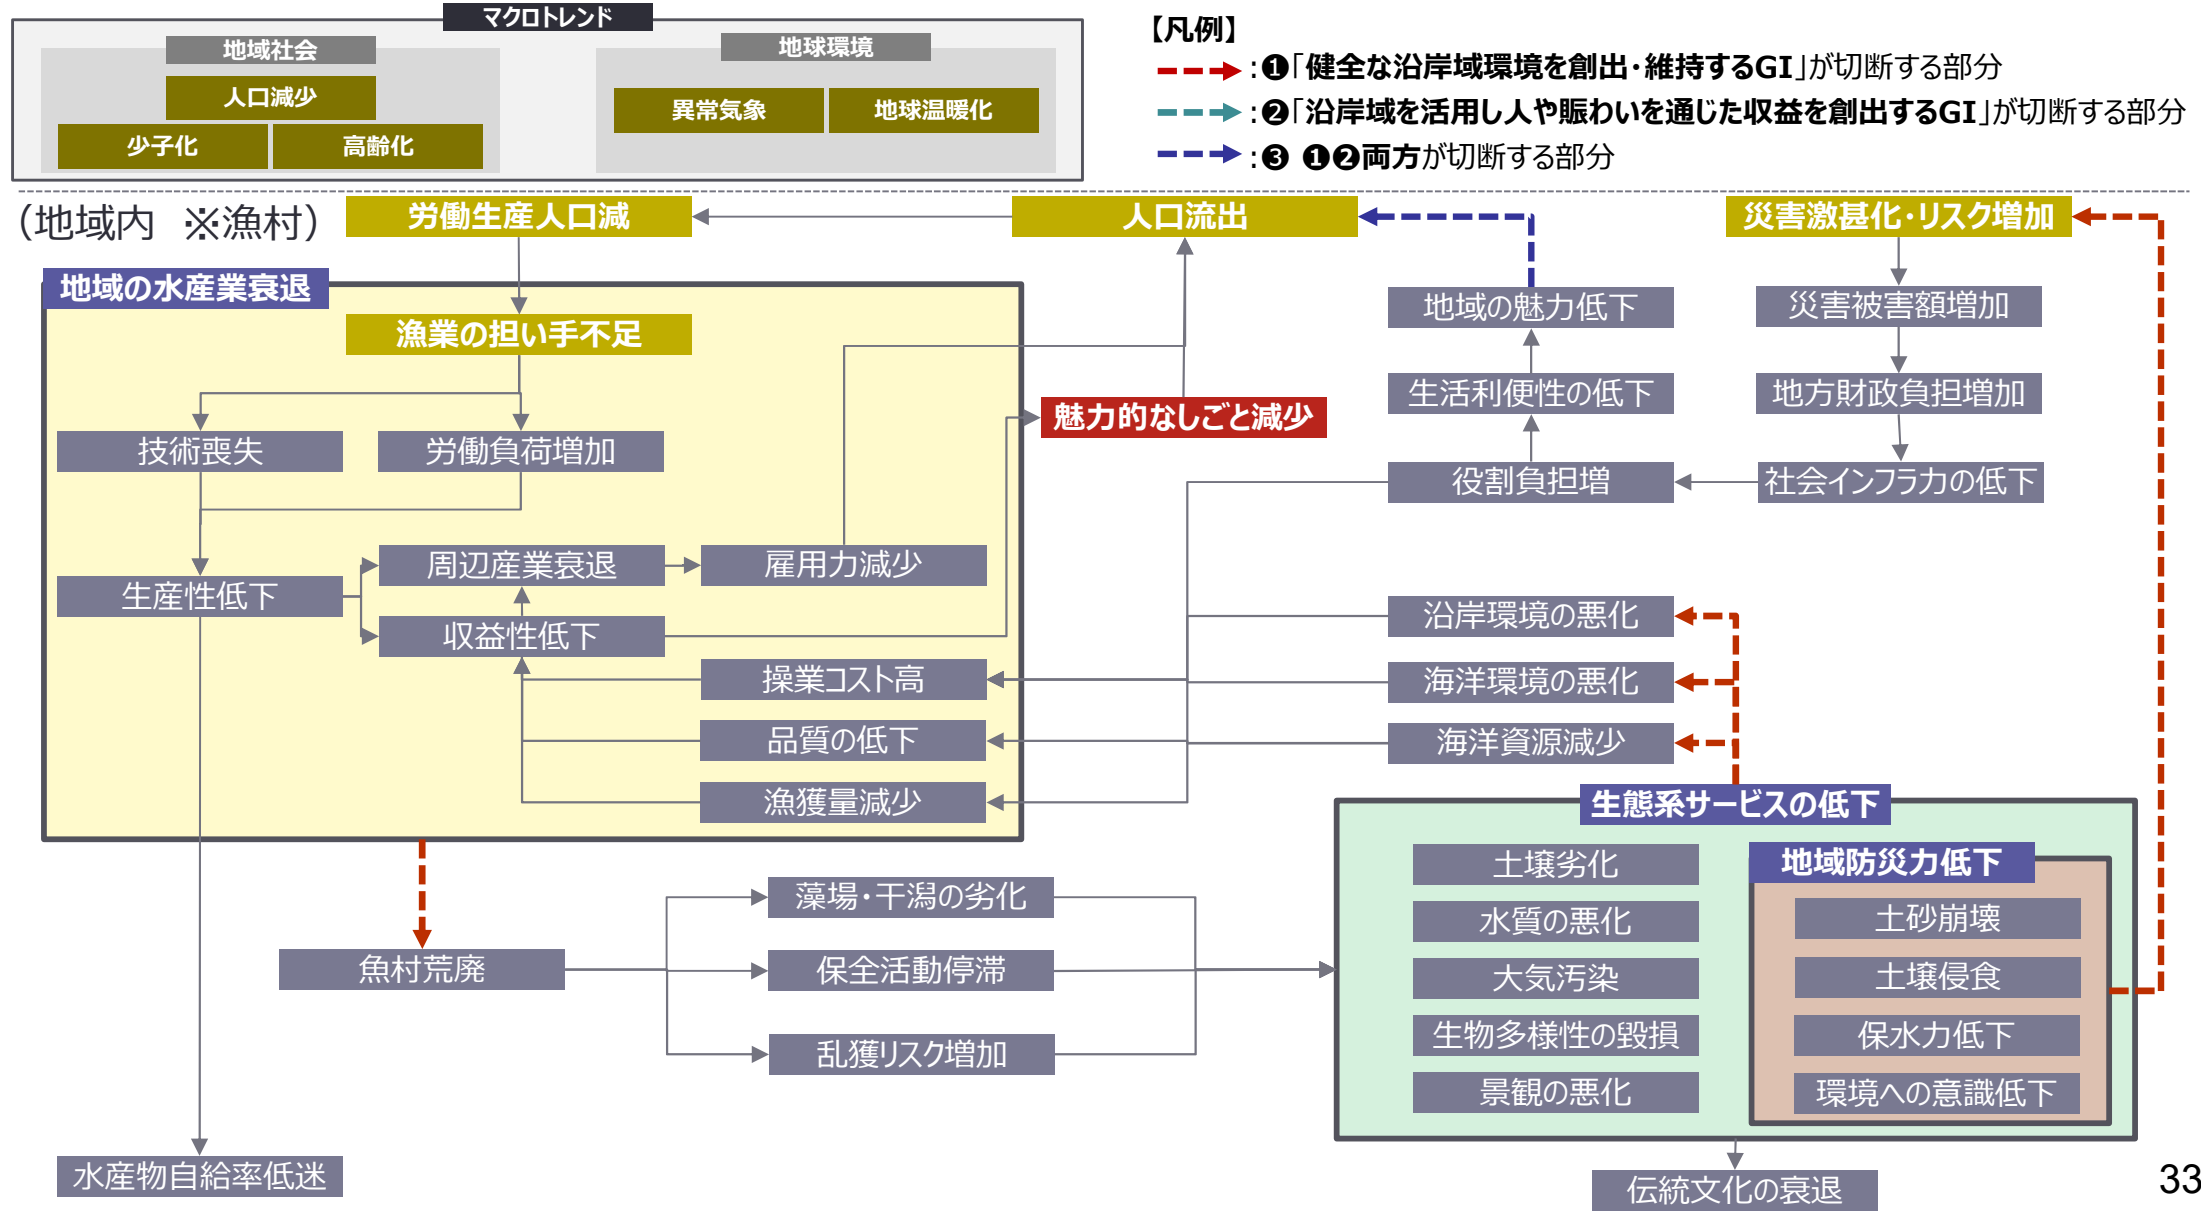 マクロトレンド
地域社会
人口減少
少子化
高齢化
地球環境
異常気象
地球温暖化
【凡例】
:❶「健全な沿岸域環境を創出・維持するGI」が切断する部分
:❷「沿岸域を活用し人や賑わいを通じた収益を創出するGI」が切断する部分
:❸ ❶❷両方が切断する部分
（地域内　※漁村）
労働生産人口減
人口流出
災害激甚化・リスク増加
地域の水産業衰退
漁業の担い手不足
地域の魅力低下
災害被害額増加
生活利便性の低下
地方財政負担増加
魅力的なしごと減少
技術喪失
労働負荷増加
役割負担増
社会インフラ力の低下
周辺産業衰退
雇用力減少
生産性低下
収益性低下
沿岸環境の悪化
操業コスト高
海洋環境の悪化
品質の低下
海洋資源減少
漁獲量減少
生態系サービスの低下
土壌劣化
地域防災力低下
藻場・干潟の劣化
水質の悪化
土砂崩壊
魚村荒廃
保全活動停滞
大気汚染
土壌侵食
乱獲リスク増加
生物多様性の毀損
保水力低下
景観の悪化
環境への意識低下
水産物自給率低迷
伝統文化の衰退
33